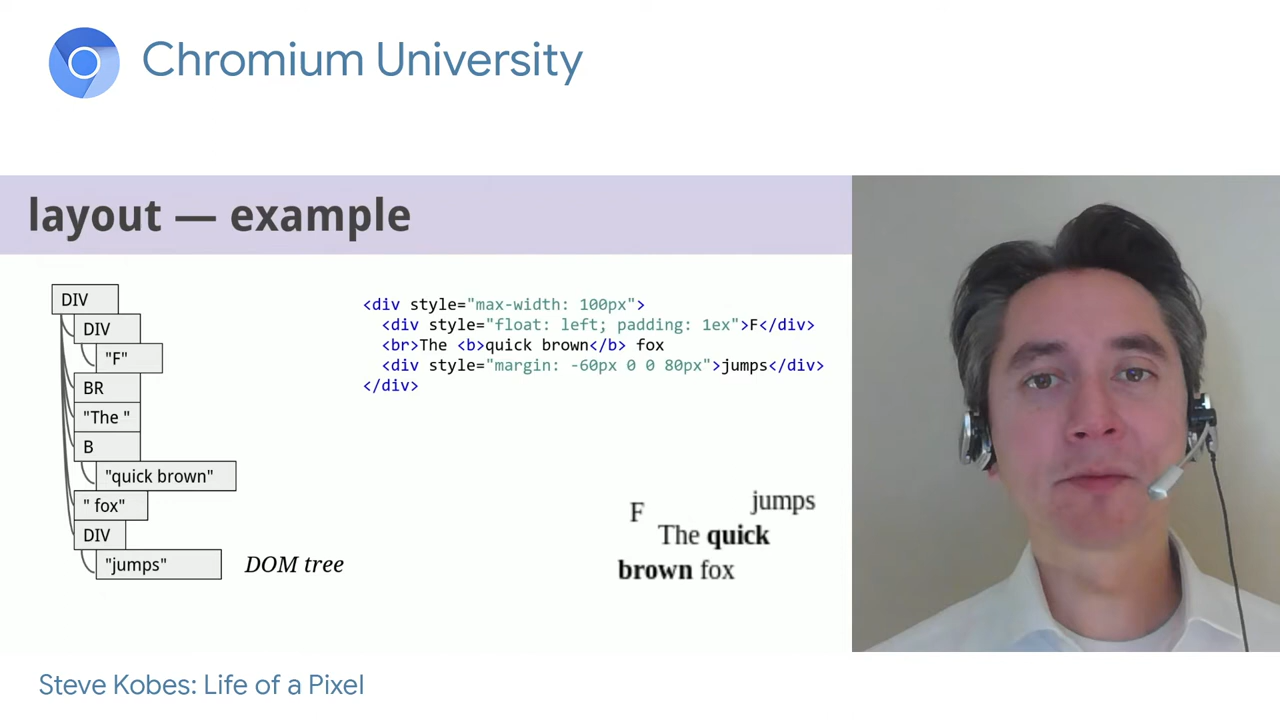 Chromium University
layout — example
DIV
DIV
"F"
BR
"The "
B
"quick brown"
" fox"
DIV
"jumps"
DOM tree
<div style="max-width: 100px">
<div style="float: left; padding: 1ex">F</div>
<br>The <b>quick brown</b> fox
<div style="margin: -60px 0 0 80px">jumps</div>
</div>
F jumps
The quick
brown fox
Steve Kobes: Life of a Pixel